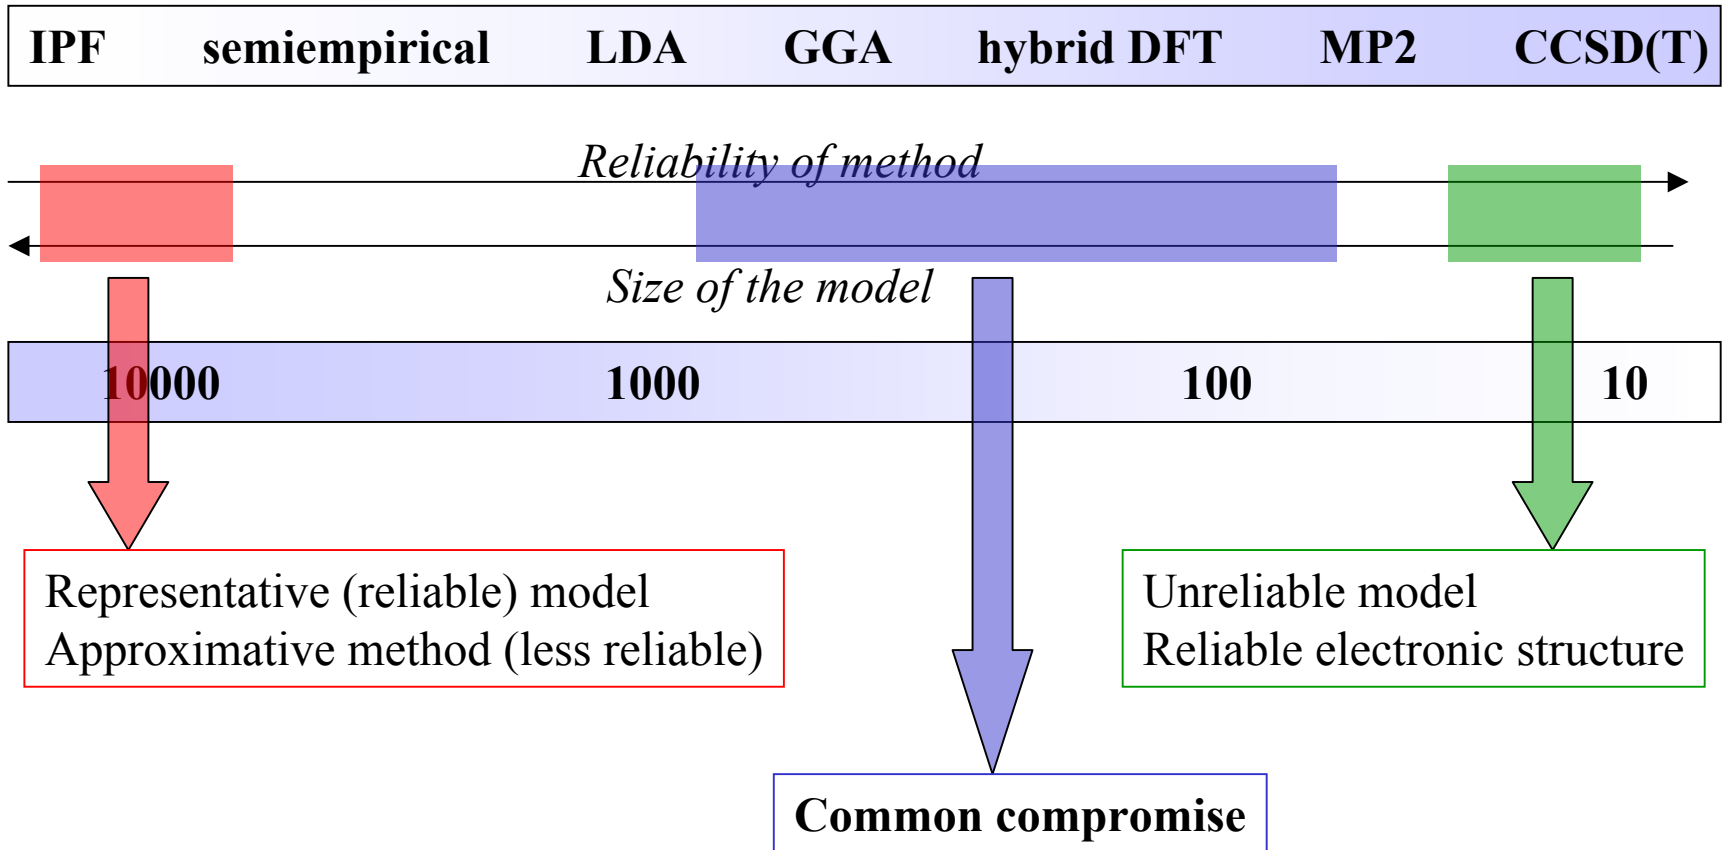 IPF semiempirical LDA GGA hybrid DFT MP2 CCSD(T)
Reliability of method
Size of the model
10000 1000 100 10
Representative (reliable) model
Approximative method (less reliable)
Unreliable model
Reliable electronic structure
Common compromise